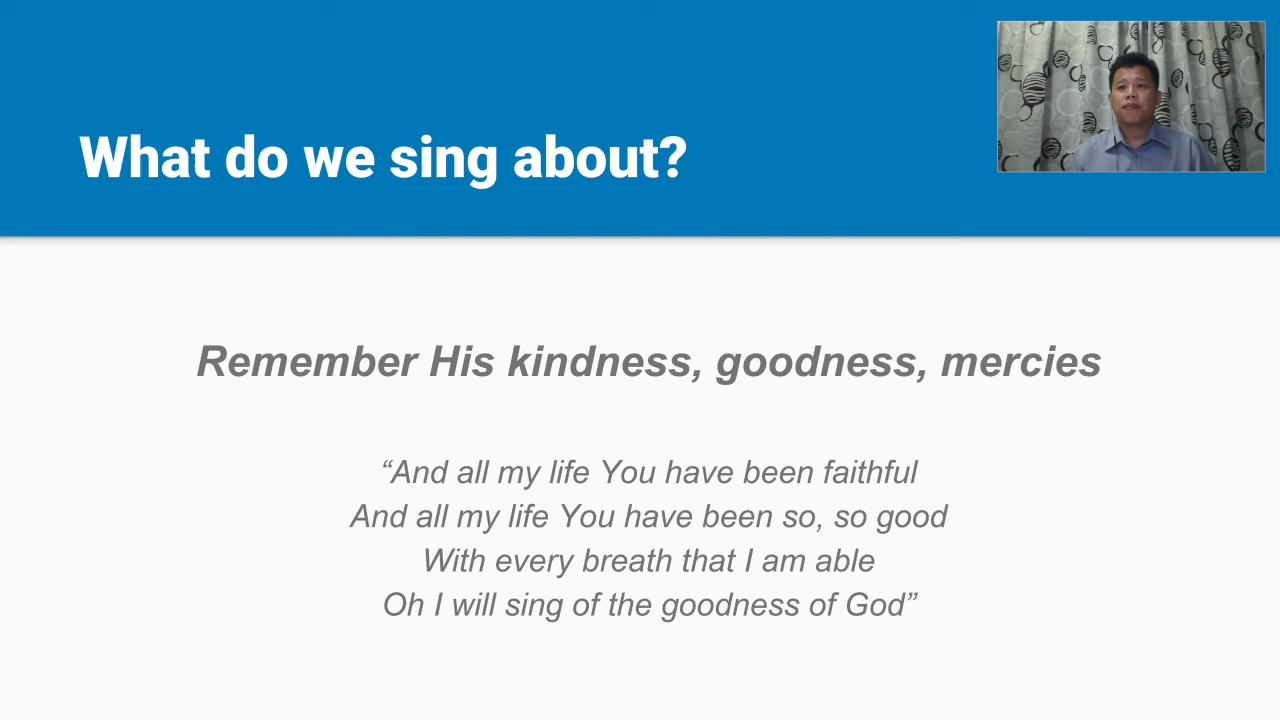 What do we sing about?
Remember His kindness, goodness, mercies
“And all my life You have been faithful
And all my life You have been so, so good
With every breath that I am able
Oh I will sing of the goodness of God”